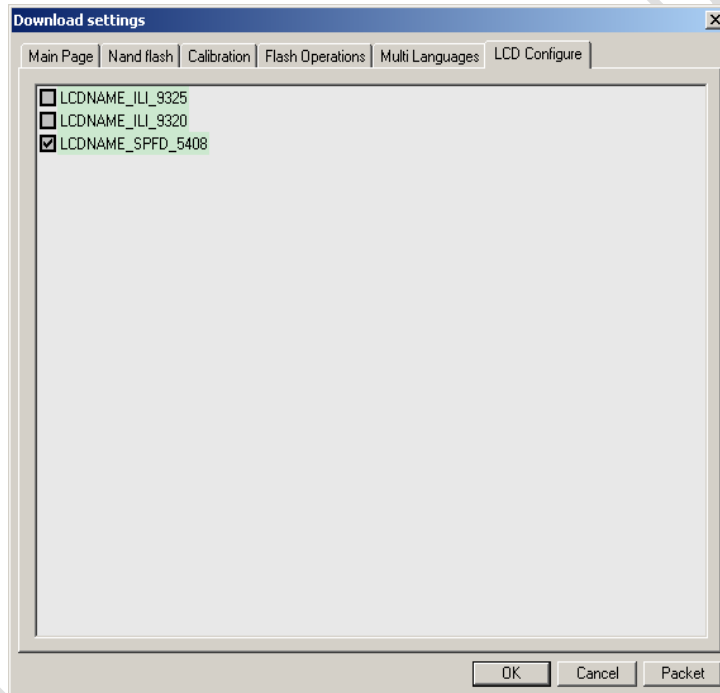 Download settings
Main Page Nand flash Calibration Flash Operations Multi Languages LCD Configure
LCDNAME_ILI_9325
LCDNAME_ILI_9320
LCDNAME_SPFD_5408
OK Cancel Packet